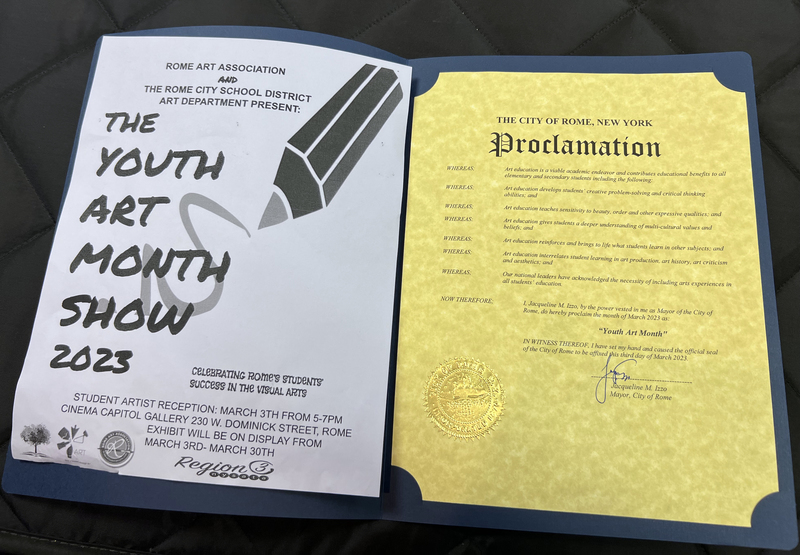 ROME ART ASSOCIATION
AND
THE ROME CITY SCHOOL DISTRICT
ART DEPARTMENT PRESENT:
THE
YOUTH
ART
MONTH
SHOW
2023
CELEBRATING ROME'S STUDENTS'
SUCCESS IN THE VISUAL ARTS
STUDENT ARTIST RECEPTION: MARCH 3TH FROM 5-7PM
CINEMA CAPITOL GALLERY 230 W. DOMINICK STREET, ROME
EXHIBIT WILL BE ON DISPLAY FROM
MARCH 3RD- MARCH 30TH
ART
Region 3
NYSATA
THE CITY OF ROME, NEW YORK
Proclamation
WHEREAS: Art education is a viable academic endeavor and contributes educational benefits to all
elementary and secondary students including the following:
WHEREAS: Art education develops students' creative problem-solving and critical thinking
abilities; and
WHEREAS: Art education teaches sensitivity to beauty, order and other expressive qualities; and
WHEREAS: Art education gives students a deeper understanding of multi-cultural values and
beliefs; and
WHEREAS: Art education reinforces and brings to life what students learn in other subjects; and
WHEREAS: Art education interrelates student learning in art production, art history, art criticism
and aesthetics; and
WHEREAS: Our national leaders have acknowledged the necessity of including arts experiences in
all students' education.
NOW THEREFORE: I, Jacqueline M. Izzo, by the power vested in me as Mayor of the City of
Rome, do hereby proclaim the month of March 2023 as:
"Youth Art Month"
IN WITNESS THEREOF, I have set my hand and caused the official seal
of the City of Rome to be affixed this third day of March 2023.
Jacqueline M. Izzo
Mayor, City of Rome